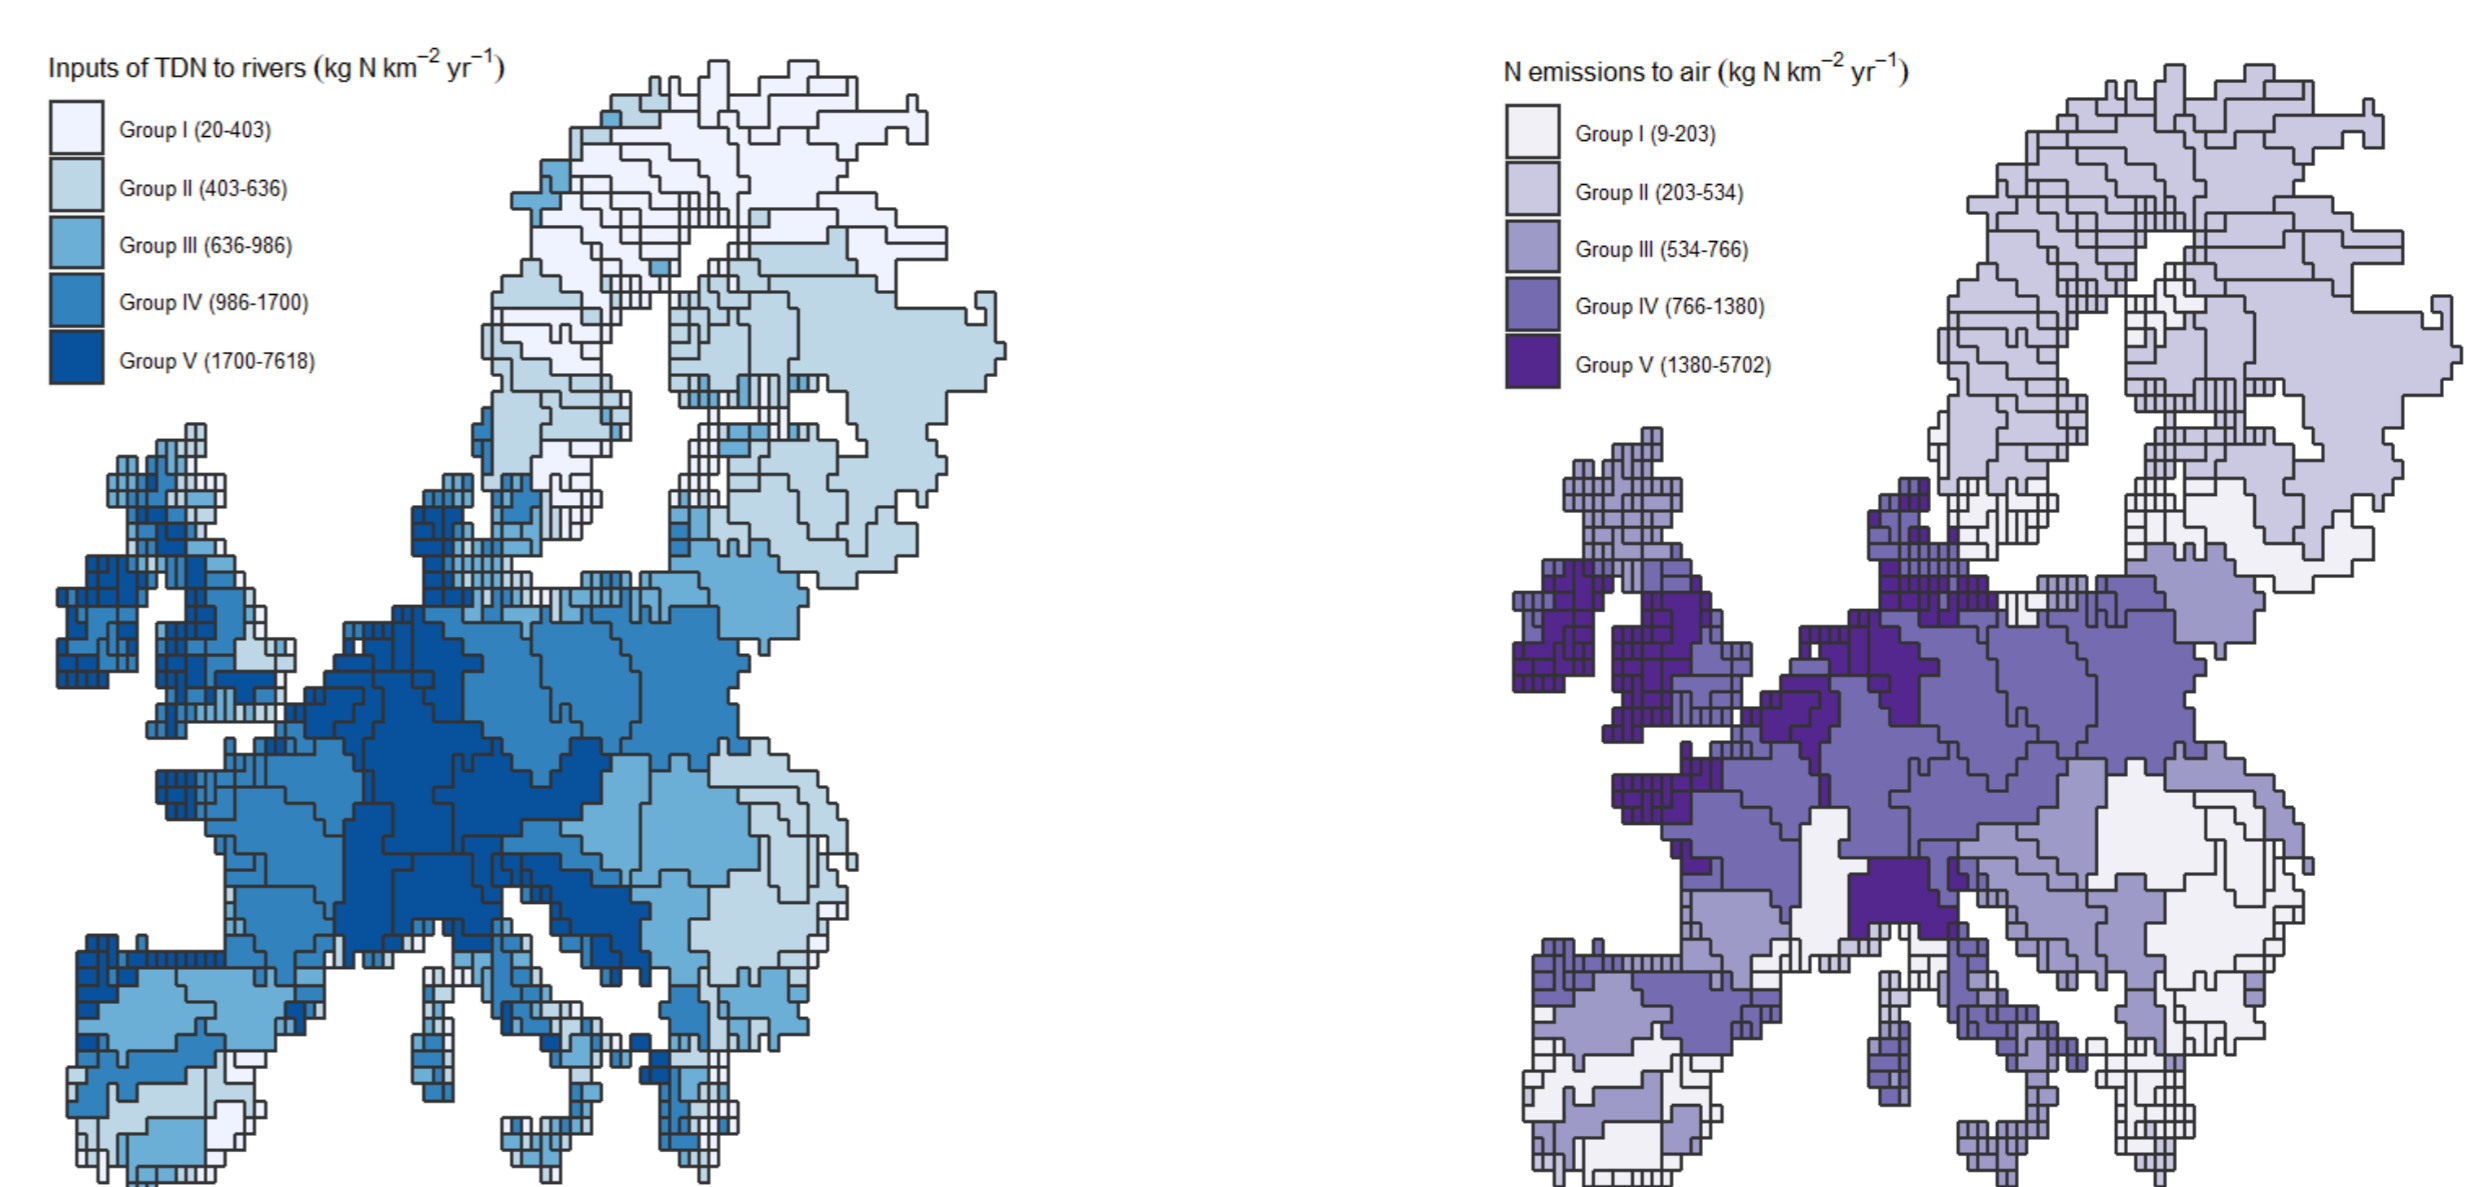 Inputs of TDN to rivers (kg N km⁻² yr⁻¹)
Group I (20-403)
Group II (403-636)
Group III (636-986)
Group IV (986-1700)
Group V (1700-7618)
N emissions to air (kg N km⁻² yr⁻¹)
Group I (9-203)
Group II (203-534)
Group III (534-766)
Group IV (766-1380)
Group V (1380-5702)